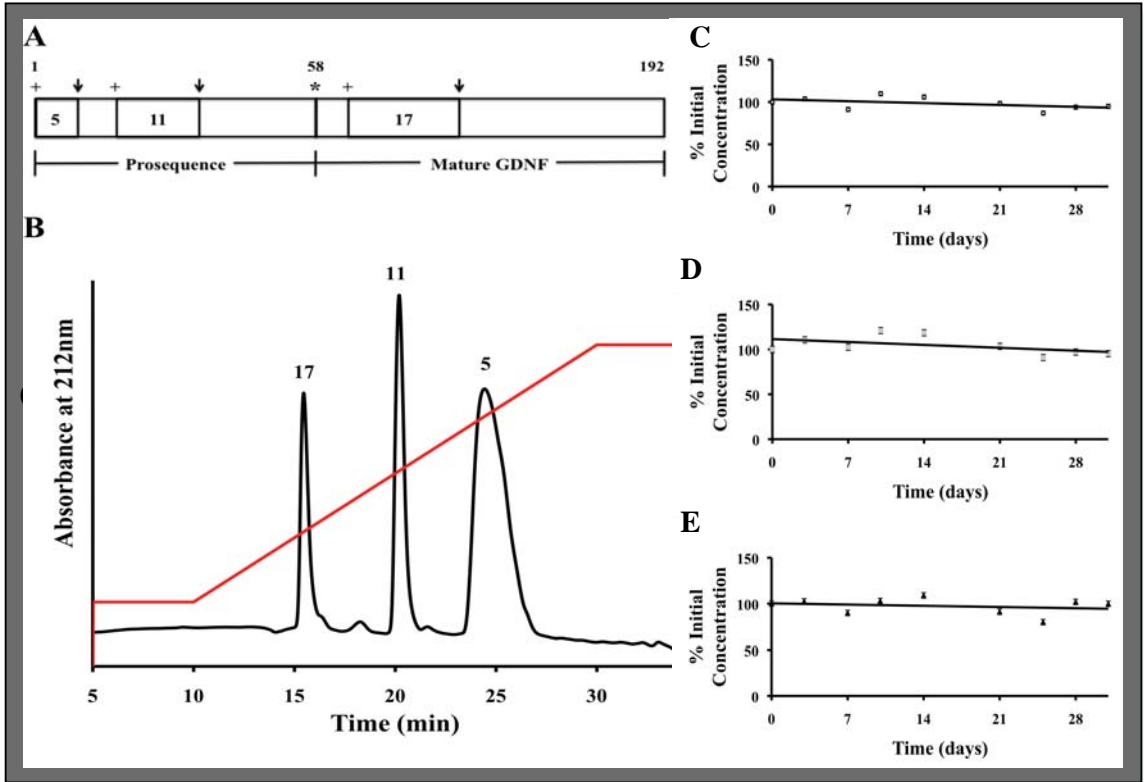 A
1 58 192
+ + * +
5 11 17
Prosequence Mature GDNF
B
Absorbance at 212nm
17
11
5
5 10 15 20 25 30
Time (min)
C
% Initial
Concentration
150
100
50
0
0 7 14 21 28
Time (days)
D
% Initial
Concentration
150
100
50
0
0 7 14 21 28
Time (days)
E
% Initial
Concentration
150
100
50
0
0 7 14 21 28
Time (days)